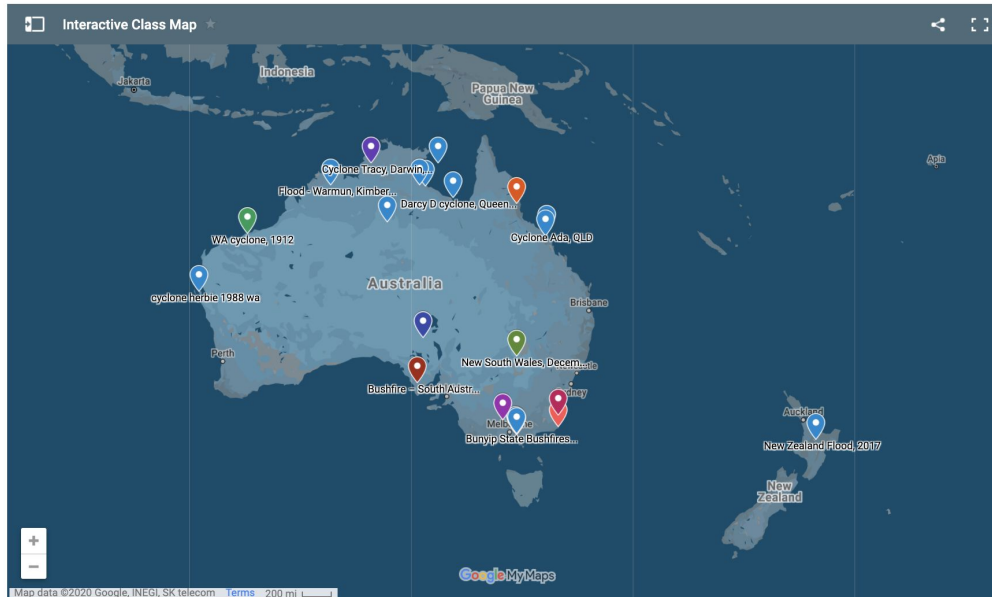 Interactive Class Map
Indonesia
Jakarta
Papua New
Guinea
Apia
Cyclone Tracy, Darwin,...
Flood - Warmun, Kimber...
Darcy D cyclone, Queen...
WA cyclone, 1912
Cyclone Ada, QLD
Australia
cyclone herbie 1988 wa
Brisbane
Perth
New South Wales, Decem...
Bushfire – South Austr...
Bunyip State Bushfires...
Auckland
New Zealand Flood, 2017
New
Zealand
Google My Maps
Map data ©2020 Google, INEGI, SK telecom Terms 200 mi